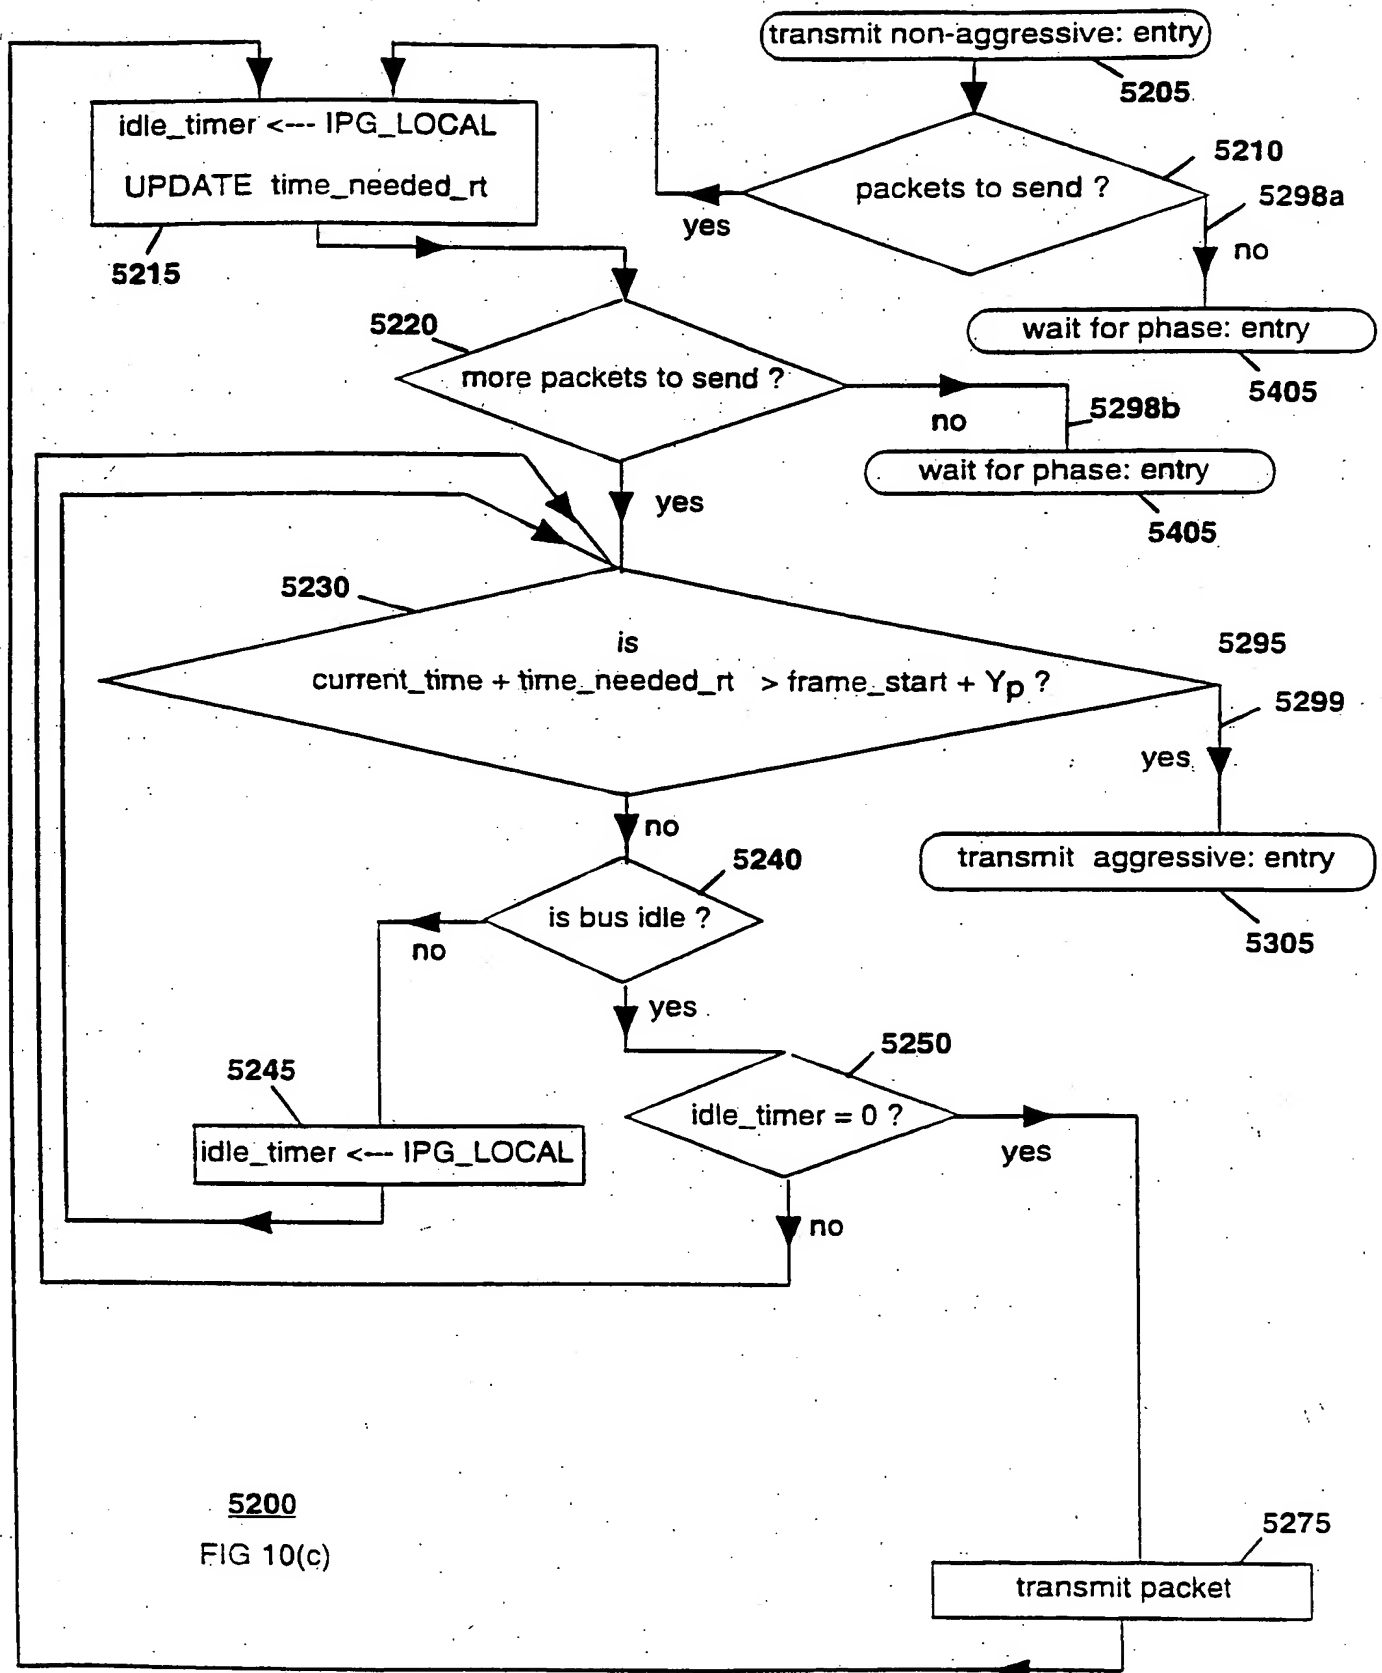 transmit non-aggressive: entry
5205
idle_timer <--- IPG_LOCAL
UPDATE time_needed_rt
5215
packets to send ?
5210
5298a
yes
no
wait for phase: entry
5405
5220
more packets to send ?
no
5298b
wait for phase: entry
5405
yes
5230
is
current_time + time_needed_rt > frame_start + Yp ?
5295
5299
yes
transmit aggressive: entry
5305
no
5240
is bus idle ?
no
yes
5245
idle_timer <--- IPG_LOCAL
5250
idle_timer = 0 ?
yes
no
5200
FIG 10(c)
5275
transmit packet